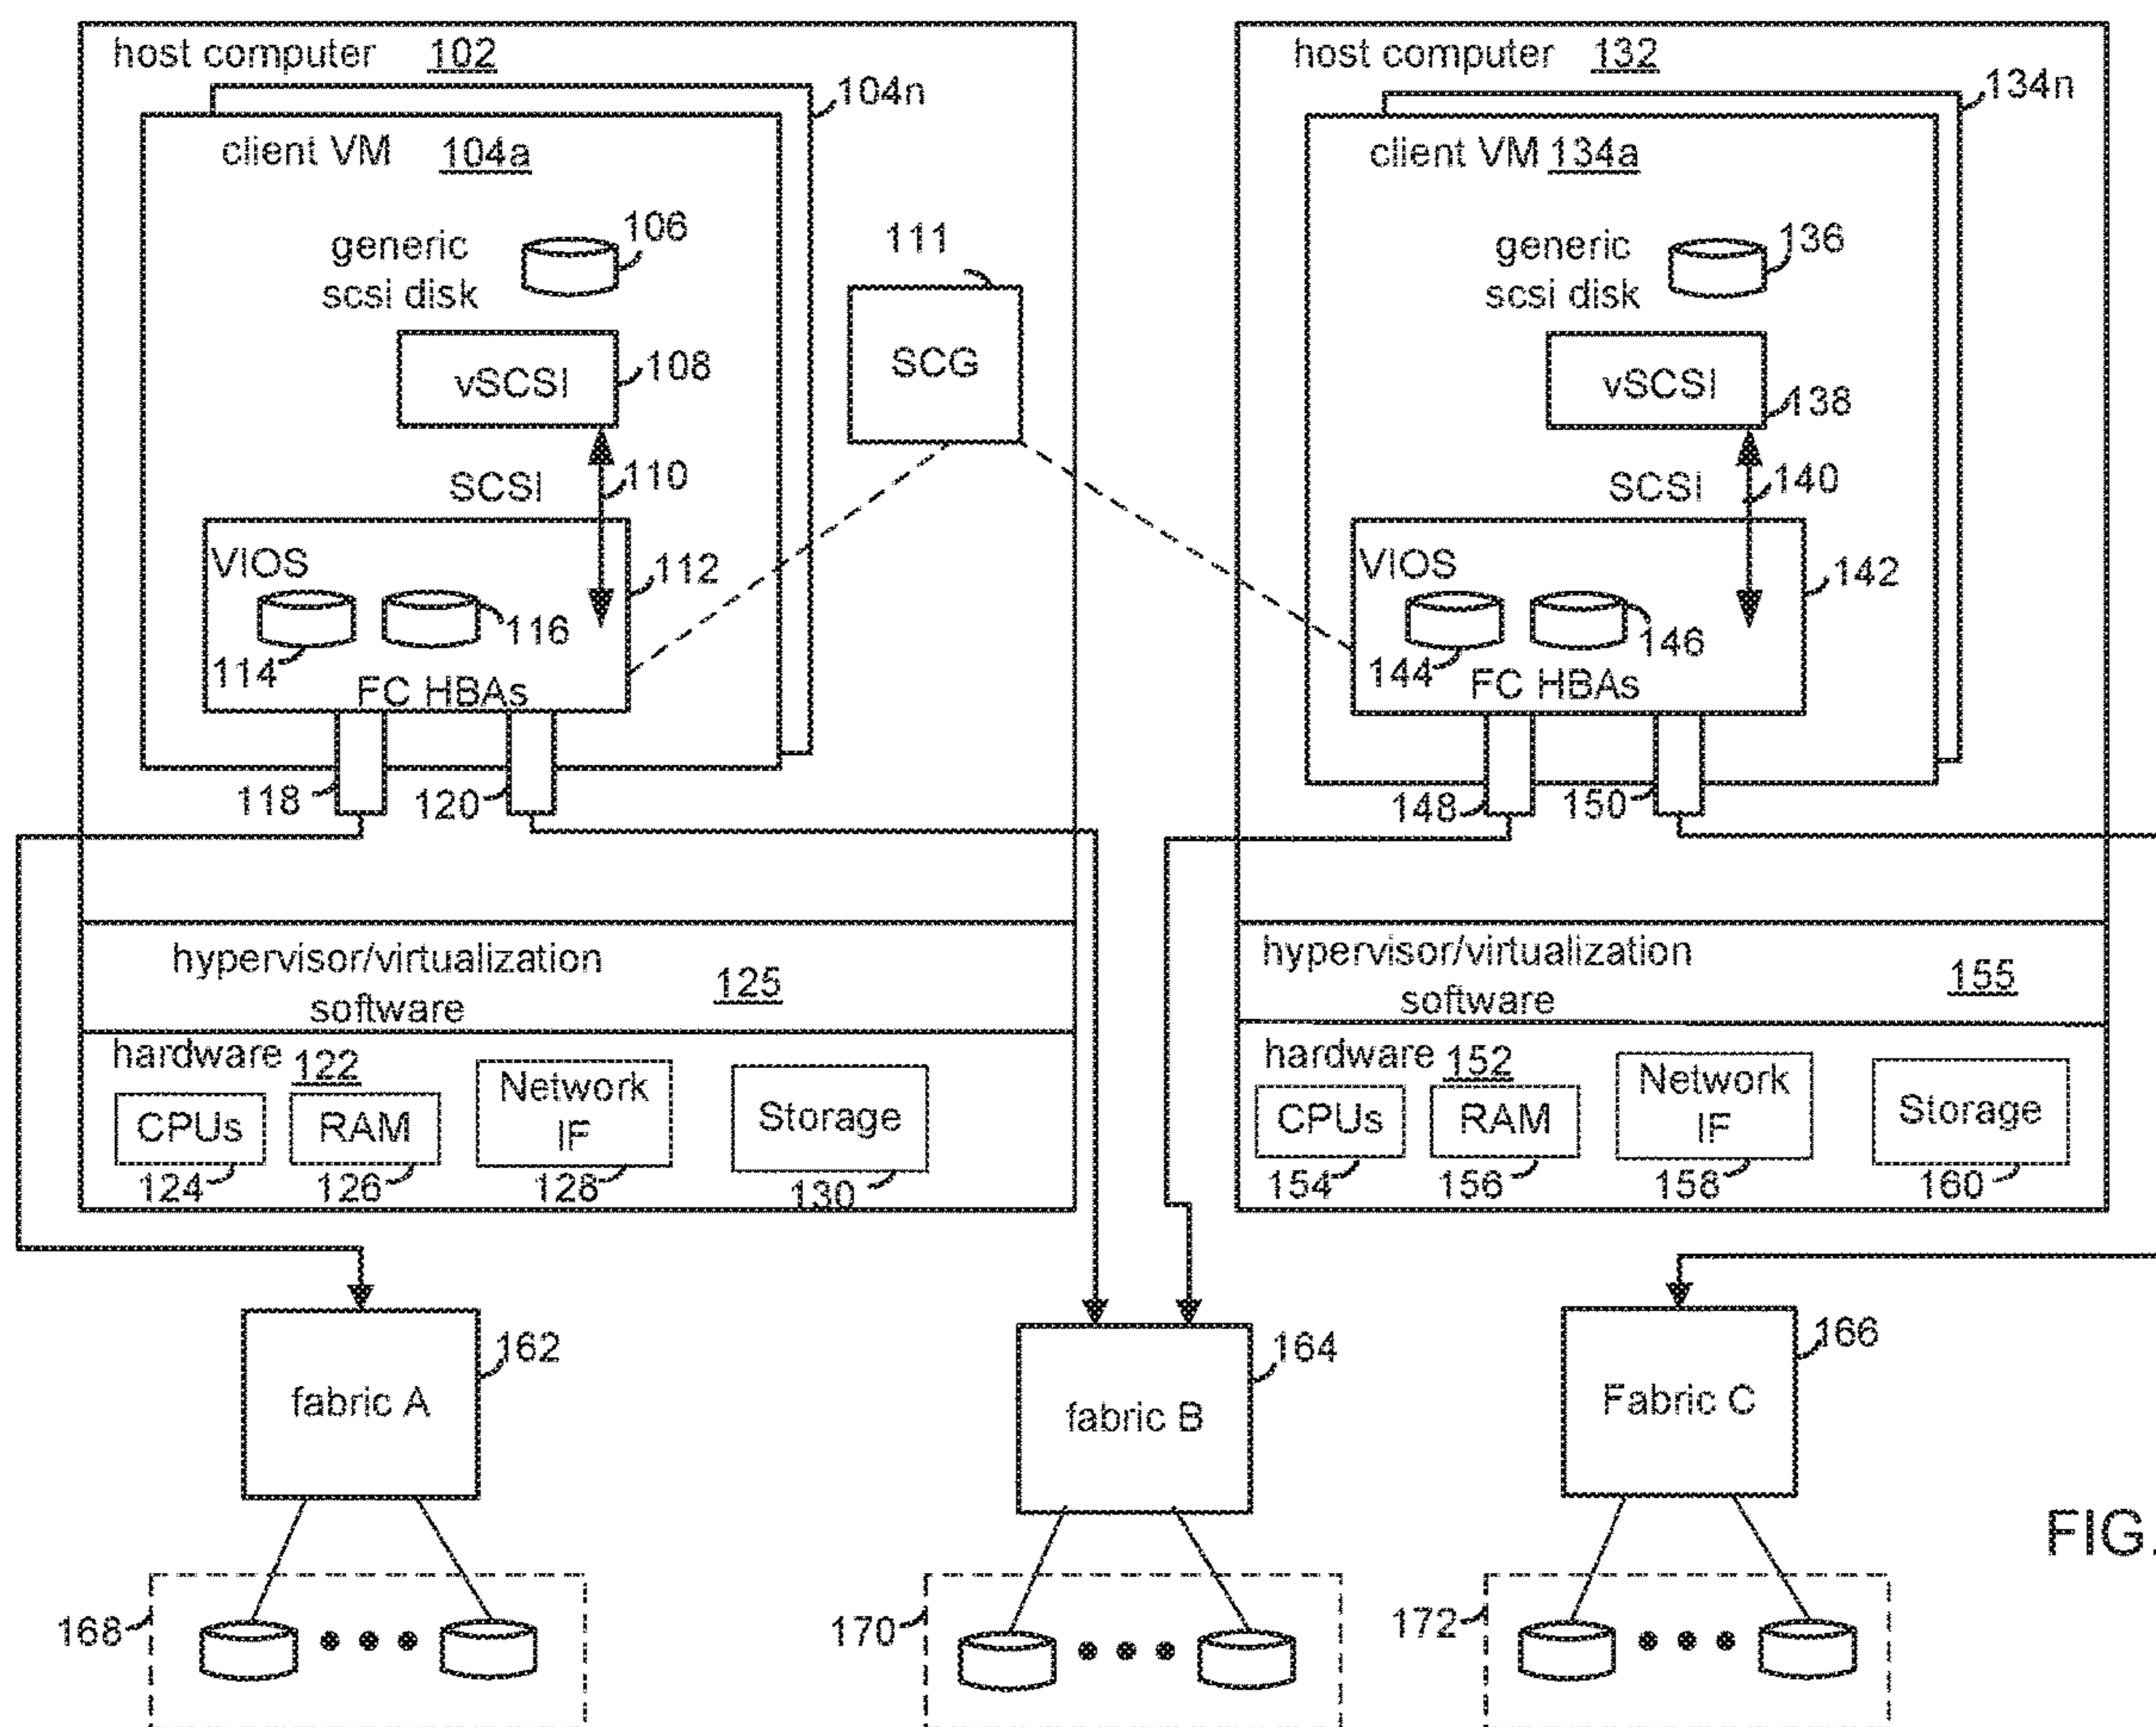 host computer 102
104n
client VM 104a
generic
scsi disk
106
vSCSI
108
SCSI
110
VIOS
112
114
116
FC HBAs
118
120
111
SCG
hypervisor/virtualization
software
125
hardware 122
CPUs
124
RAM
126
Network
IF
128
Storage
130
host computer 132
134n
client VM 134a
generic
scsi disk
136
vSCSI
138
SCSI
140
VIOS
142
144
146
FC HBAs
148
150
hypervisor/virtualization
software
155
hardware 152
CPUs
154
RAM
156
Network
IF
158
Storage
160
fabric A
162
fabric B
164
Fabric C
166
168
170
172
FIG.